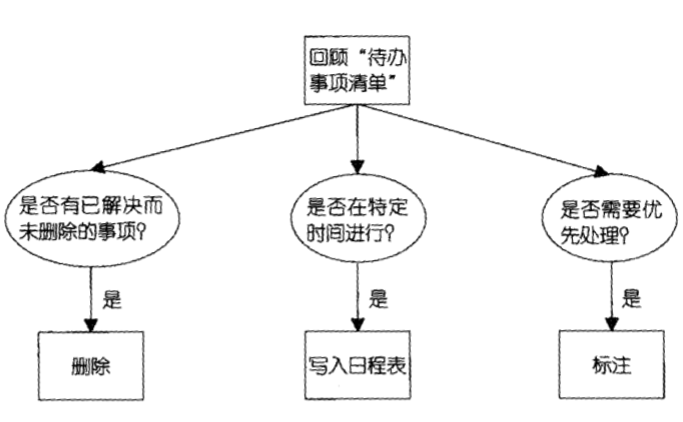 回顾“待办
事项清单”
是否有已解决而
未删除的事项？
是否在特定
时间进行？
是否需要优
先处理？
是
是
是
删除
写入日程表
标注